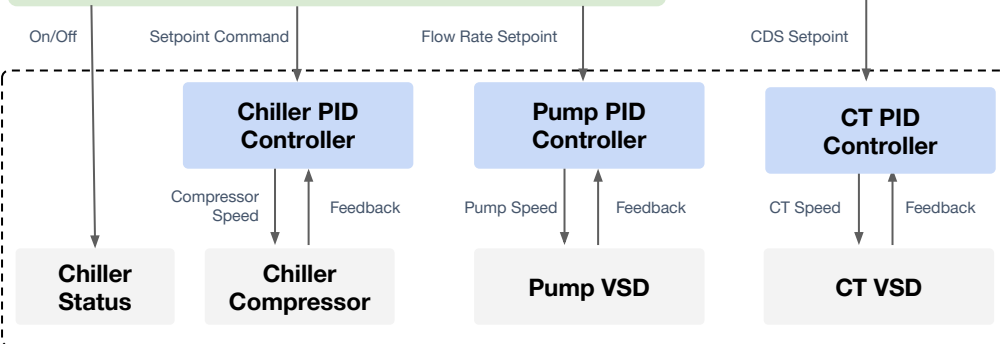 On/Off
Setpoint Command
Flow Rate Setpoint
CDS Setpoint
Chiller PID
Controller
Pump PID
Controller
CT PID
Controller
Compressor
Speed
Feedback
Pump Speed
Feedback
CT Speed
Feedback
Chiller
Status
Chiller
Compressor
Pump VSD
CT VSD